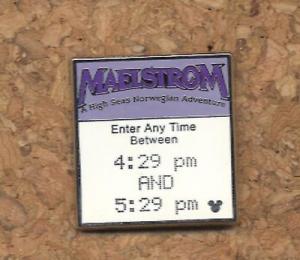 MAELSTROM
A High Seas Norwegian Adventure
Enter Any Time
Between
4:29 pm
AND
5:29 pm